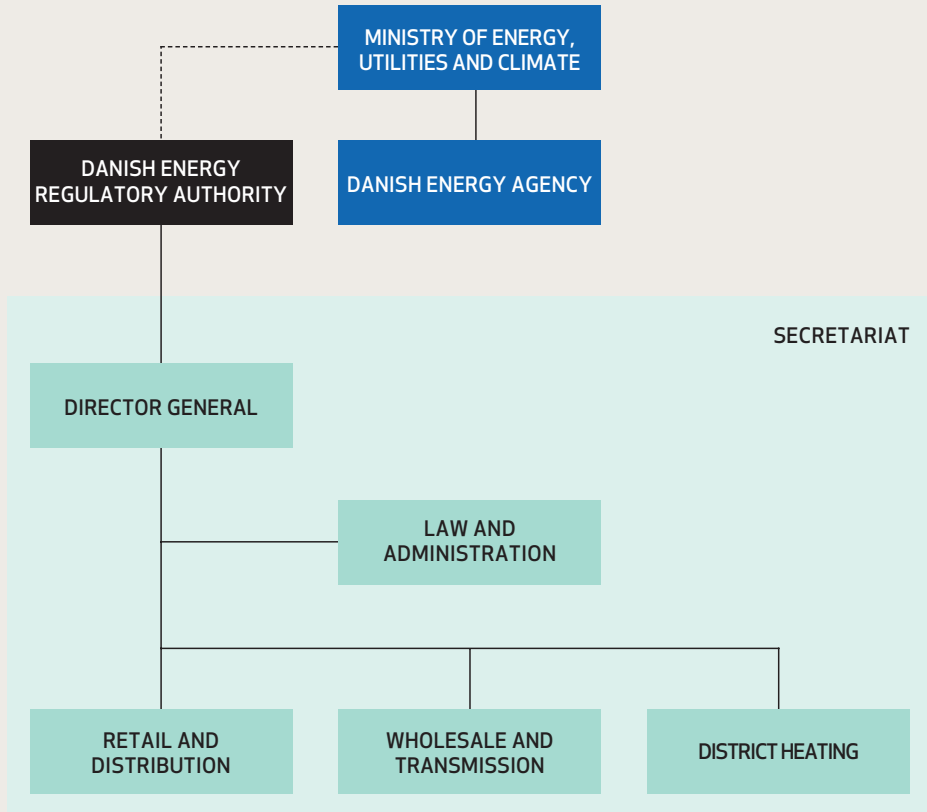 MINISTRY OF ENERGY,
UTILITIES AND CLIMATE
DANISH ENERGY
REGULATORY AUTHORITY
DANISH ENERGY AGENCY
SECRETARIAT
DIRECTOR GENERAL
LAW AND
ADMINISTRATION
RETAIL AND
DISTRIBUTION
WHOLESALE AND
TRANSMISSION
DISTRICT HEATING